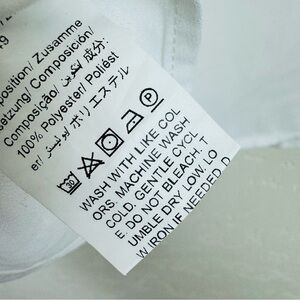 position/ Zusamme
etzung/ Composición/
Composição/ تكوين/ 成分:
100% Polyester/ Poliést
er/ بوليستر/ ポリエステル
30 P
WASH WITH LIKE COL
ORS. MACHINE WASH
COLD. GENTLE CYCL
E. DO NOT BLEACH. T
UMBLE DRY. LOW. LO
W IRON IF NEEDED. D